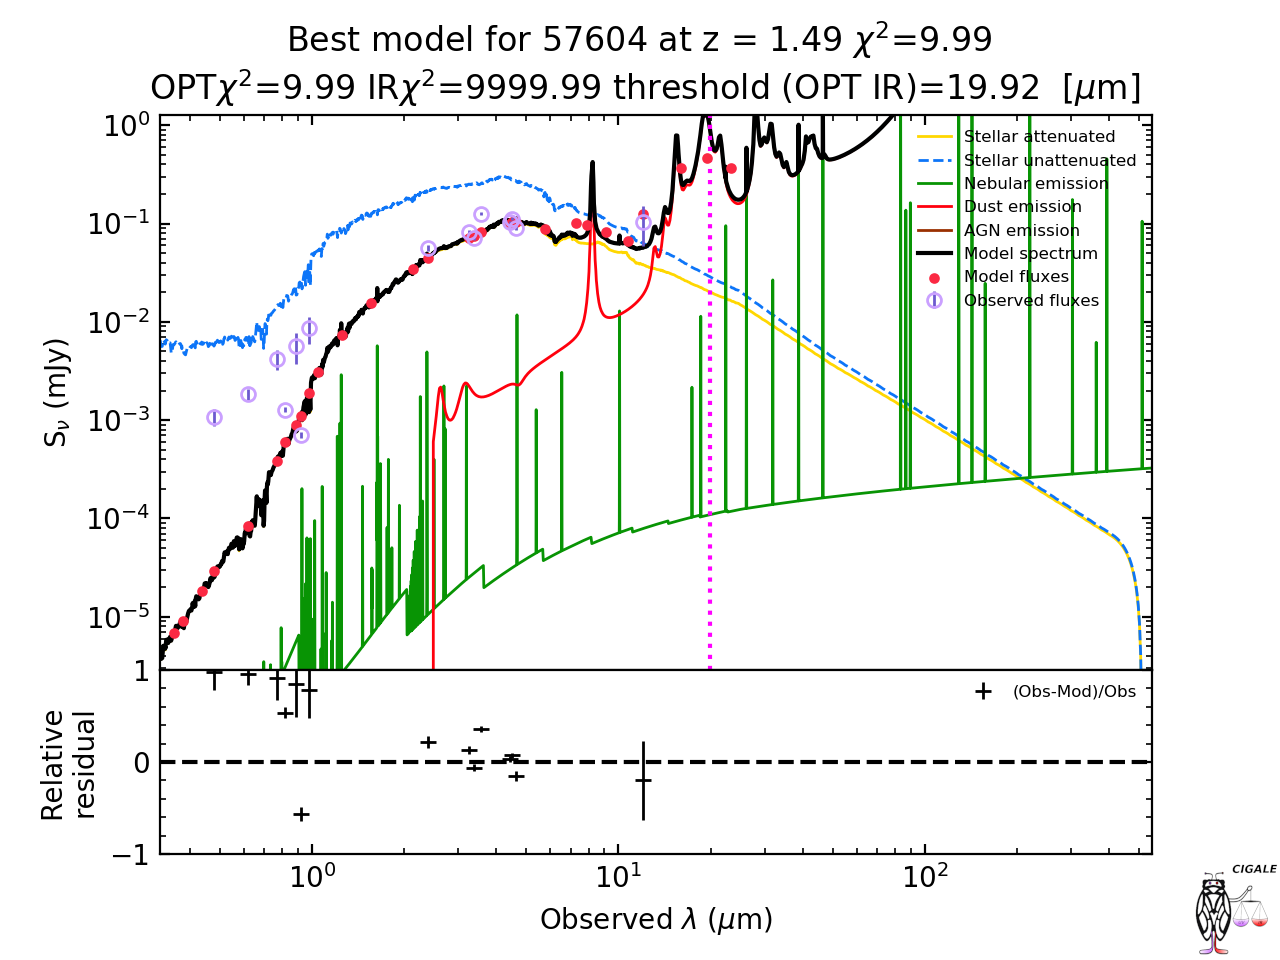 Best model for 57604 at z = 1.49 χ²=9.99
OPTχ²=9.99 IRχ²=9999.99 threshold (OPT IR)=19.92  [μm]
10⁰
10⁻¹
10⁻²
10⁻³
10⁻⁴
10⁻⁵
S_ν (mJy)
Stellar attenuated
Stellar unattenuated
Nebular emission
Dust emission
AGN emission
Model spectrum
Model fluxes
Observed fluxes
1
0
−1
Relative
residual
(Obs-Mod)/Obs
10⁰
10¹
10²
Observed λ (μm)
CIGALE